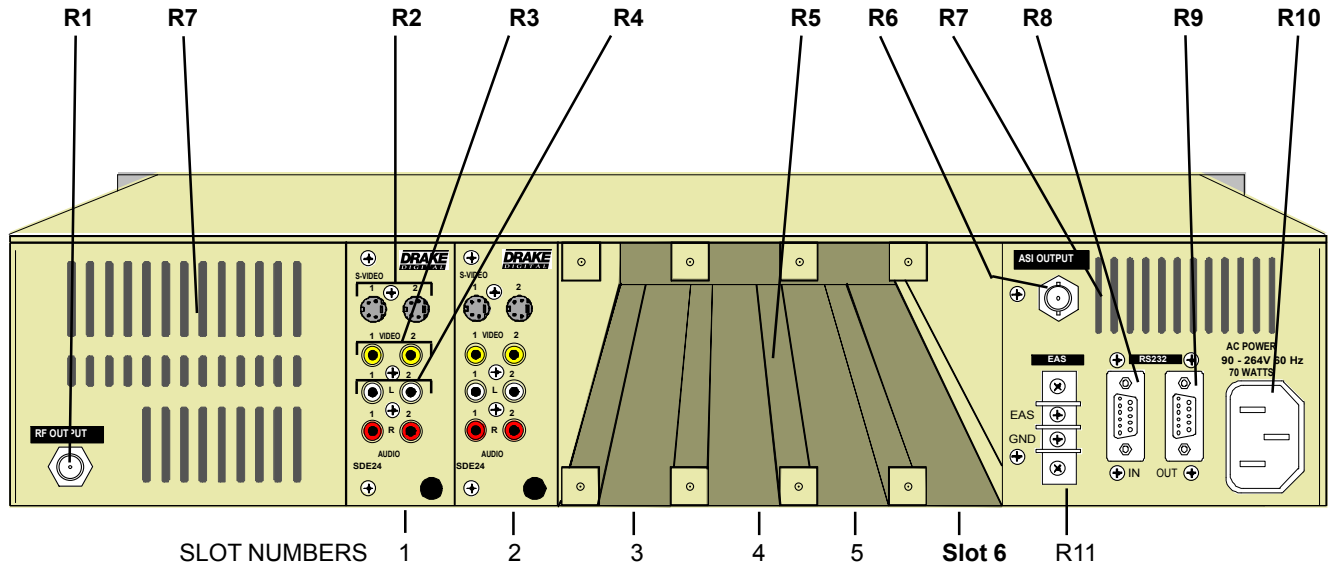 R1 R7 R2 R3 R4 R5 R6 R7 R8 R9 R10
DRAKE
DIGITAL
S-VIDEO
1 2
1 VIDEO 2
1 2
L
1 2
R
AUDIO
SDE24
DRAKE
DIGITAL
S-VIDEO
1 2
1 VIDEO 2
1 2
L
1 2
R
AUDIO
SDE24
RF OUTPUT
ASI OUTPUT
EAS
EAS
GND
RS232
IN OUT
AC POWER
90 - 264V 60 Hz
70 WATTS
SLOT NUMBERS 1 2 3 4 5 Slot 6 R11